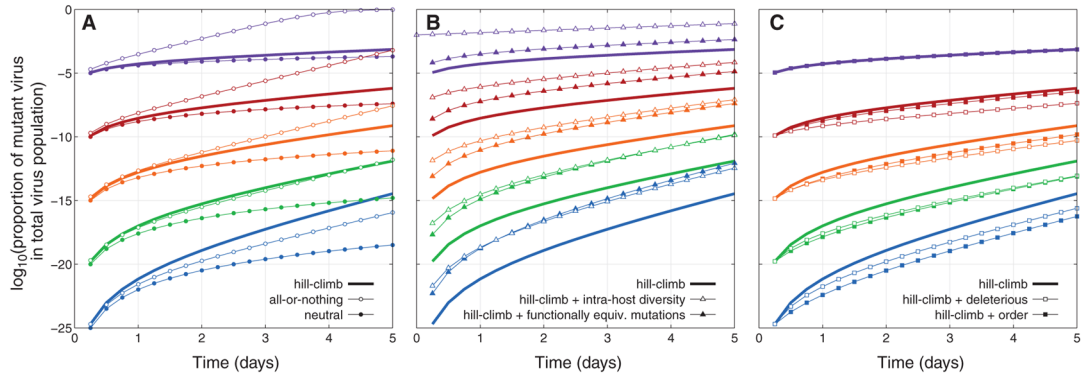 A
B
C
log10(proportion of mutant virus
in total virus population)
0
−5
−10
−15
−20
−25
hill-climb
all-or-nothing
neutral
hill-climb
hill-climb + intra-host diversity
hill-climb + functionally equiv. mutations
hill-climb
hill-climb + deleterious
hill-climb + order
0 1 2 3 4 5
0 1 2 3 4 5
0 1 2 3 4 5
Time (days)
Time (days)
Time (days)